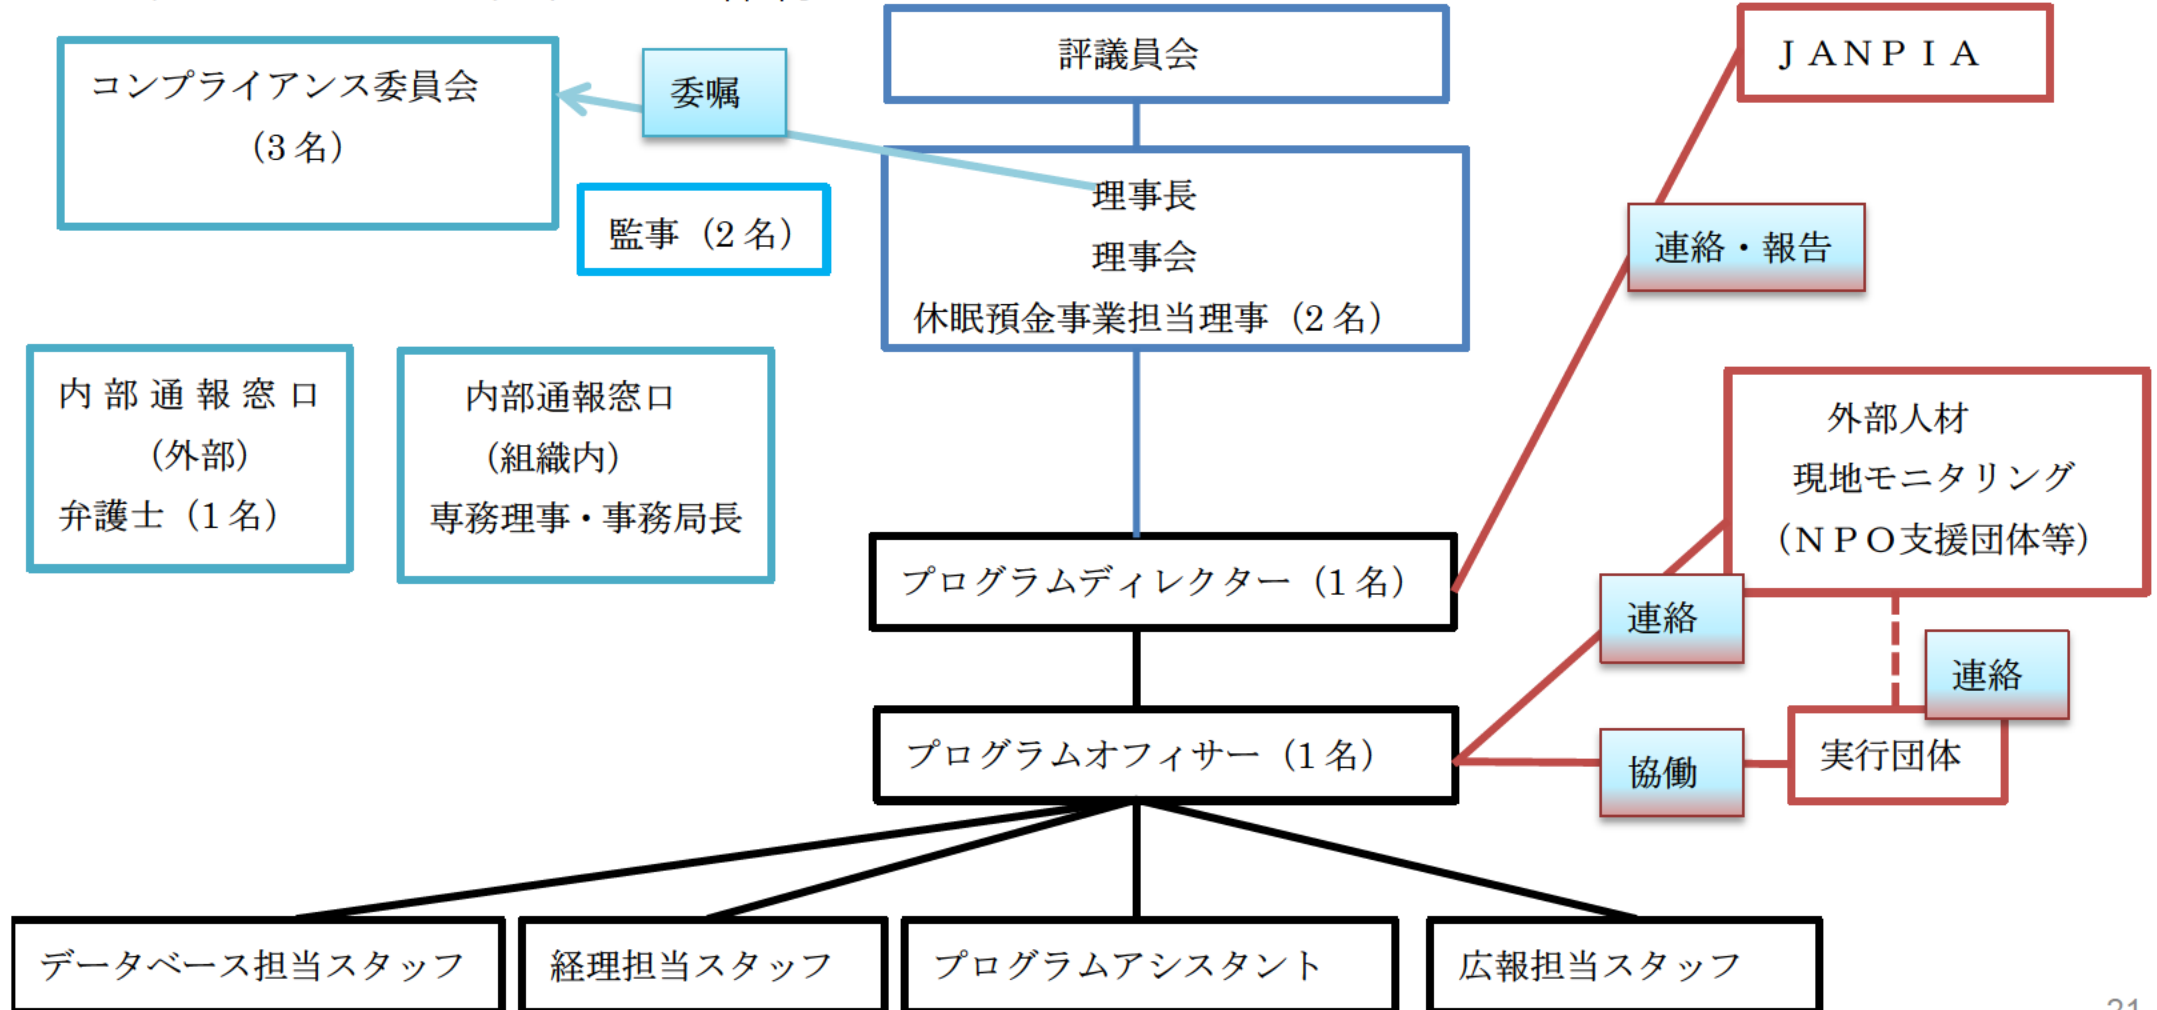 評議員会
JANPIA
コンプライアンス委員会
(3名)
委嘱
監事（2名）
理事長
理事会
休眠預金事業担当理事（2名）
連絡・報告
内部通報窓口
(外部)
弁護士（1名）
内部通報窓口
(組織内)
専務理事・事務局長
外部人材
現地モニタリング
（NPO支援団体等）
プログラムディレクター（1名）
連絡
連絡
プログラムオフィサー（1名）
協働
実行団体
データベース担当スタッフ
経理担当スタッフ
プログラムアシスタント
広報担当スタッフ